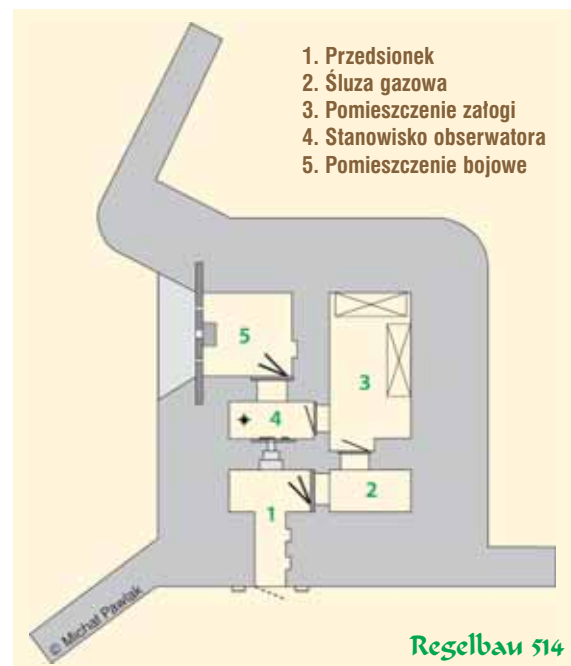 1. Przedsionek
2. Śluza gazowa
3. Pomieszczenie załogi
4. Stanowisko obserwatora
5. Pomieszczenie bojowe
5
3
4
2
1
© Michał Pawlak
Regelbau 514